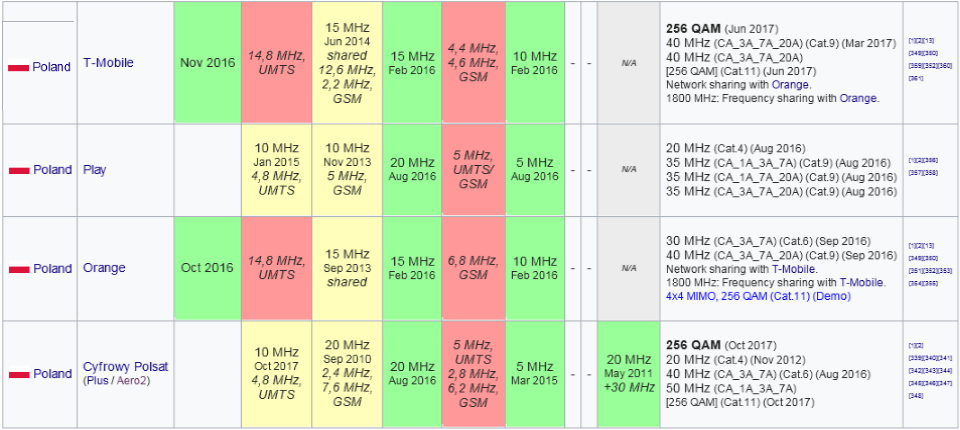 Poland
T-Mobile
Nov 2016
14,8 MHz,
UMTS
15 MHz
Jun 2014
shared
12,6 MHz,
2,2 MHz,
GSM
15 MHz
Feb 2016
4,4 MHz,
4,6 MHz,
GSM
10 MHz
Feb 2016
-
-
N/A
256 QAM (Jun 2017)
40 MHz (CA_3A_7A_20A) (Cat.9) (Mar 2017)
40 MHz (CA_3A_7A_20A)
[256 QAM] (Cat.11) (Jun 2017)
Network sharing with Orange.
1800 MHz: Frequency sharing with Orange.
[1][2][13]
[349][350]
[359][352][360]
[361]
Poland
Play
10 MHz
Jan 2015
4,8 MHz,
UMTS
10 MHz
Nov 2013
5 MHz,
GSM
20 MHz
Aug 2016
5 MHz,
UMTS/
GSM
5 MHz
Aug 2016
-
-
N/A
20 MHz (Cat.4) (Aug 2016)
35 MHz (CA_1A_3A_7A) (Cat.9) (Aug 2016)
35 MHz (CA_1A_7A_20A) (Cat.9) (Aug 2016)
35 MHz (CA_3A_7A_20A) (Cat.9) (Aug 2016)
[1][2][356]
[357][358]
Poland
Orange
Oct 2016
14,8 MHz,
UMTS
15 MHz
Sep 2013
shared
15 MHz
Feb 2016
6,8 MHz,
GSM
10 MHz
Feb 2016
-
-
N/A
30 MHz (CA_3A_7A) (Cat.6) (Sep 2016)
40 MHz (CA_3A_7A_20A) (Cat.9) (Sep 2016)
Network sharing with T-Mobile.
1800 MHz: Frequency sharing with T-Mobile.
4x4 MIMO, 256 QAM (Cat.11) (Demo)
[1][2][13]
[349][350]
[351][352][353]
[354][355]
Poland
Cyfrowy Polsat
(Plus / Aero2)
10 MHz
Oct 2017
4,8 MHz,
UMTS
20 MHz
Sep 2010
2,4 MHz,
7,6 MHz,
GSM
20 MHz
Aug 2016
5 MHz,
UMTS
2,8 MHz,
6,2 MHz,
GSM
5 MHz
Mar 2015
-
-
20 MHz
May 2011
+30 MHz
256 QAM (Oct 2017)
20 MHz (Cat.4) (Nov 2012)
40 MHz (CA_3A_7A) (Cat.6) (Aug 2016)
50 MHz (CA_1A_3A_7A)
[256 QAM] (Cat.11) (Oct 2017)
[1][2]
[339][340][341]
[342][343][344]
[345][346][347]
[348]